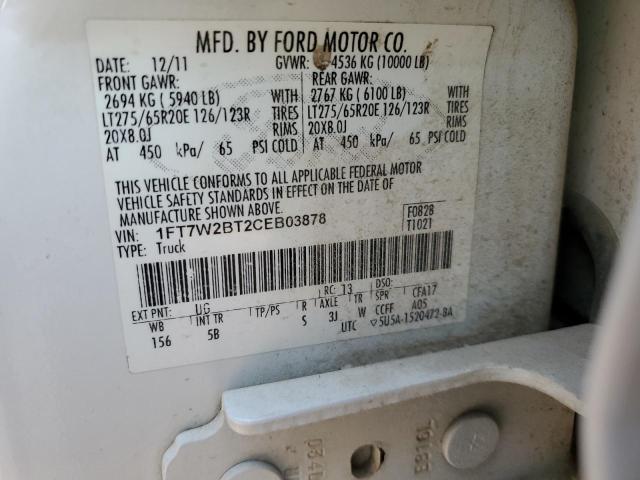 MFD. BY FORD MOTOR CO.
DATE: 12/11 GVWR: 4536 KG (10000 LB)
FRONT GAWR: REAR GAWR:
2694 KG ( 5940 LB) WITH 2767 KG ( 6100 LB) WITH
LT275/65R20E 126/123R TIRES LT275/65R20E 126/123R TIRES
20X8.0J RIMS 20X8.0J RIMS
AT 450 kPa/ 65 PSI COLD AT 450 kPa/ 65 PSI COLD
THIS VEHICLE CONFORMS TO ALL APPLICABLE FEDERAL MOTOR
VEHICLE SAFETY STANDARDS IN EFFECT ON THE DATE OF
MANUFACTURE SHOWN ABOVE.
VIN: 1FT7W2BT2CEB03878 F0828
TYPE: Truck T1021
RC: 13 DSO:
EXT PNT: UG
WB INT TR TP/PS R AXLE TR SPR CFA17
156 5B S 3J W CCFF A05
UTC 5U5A-1520472-BA